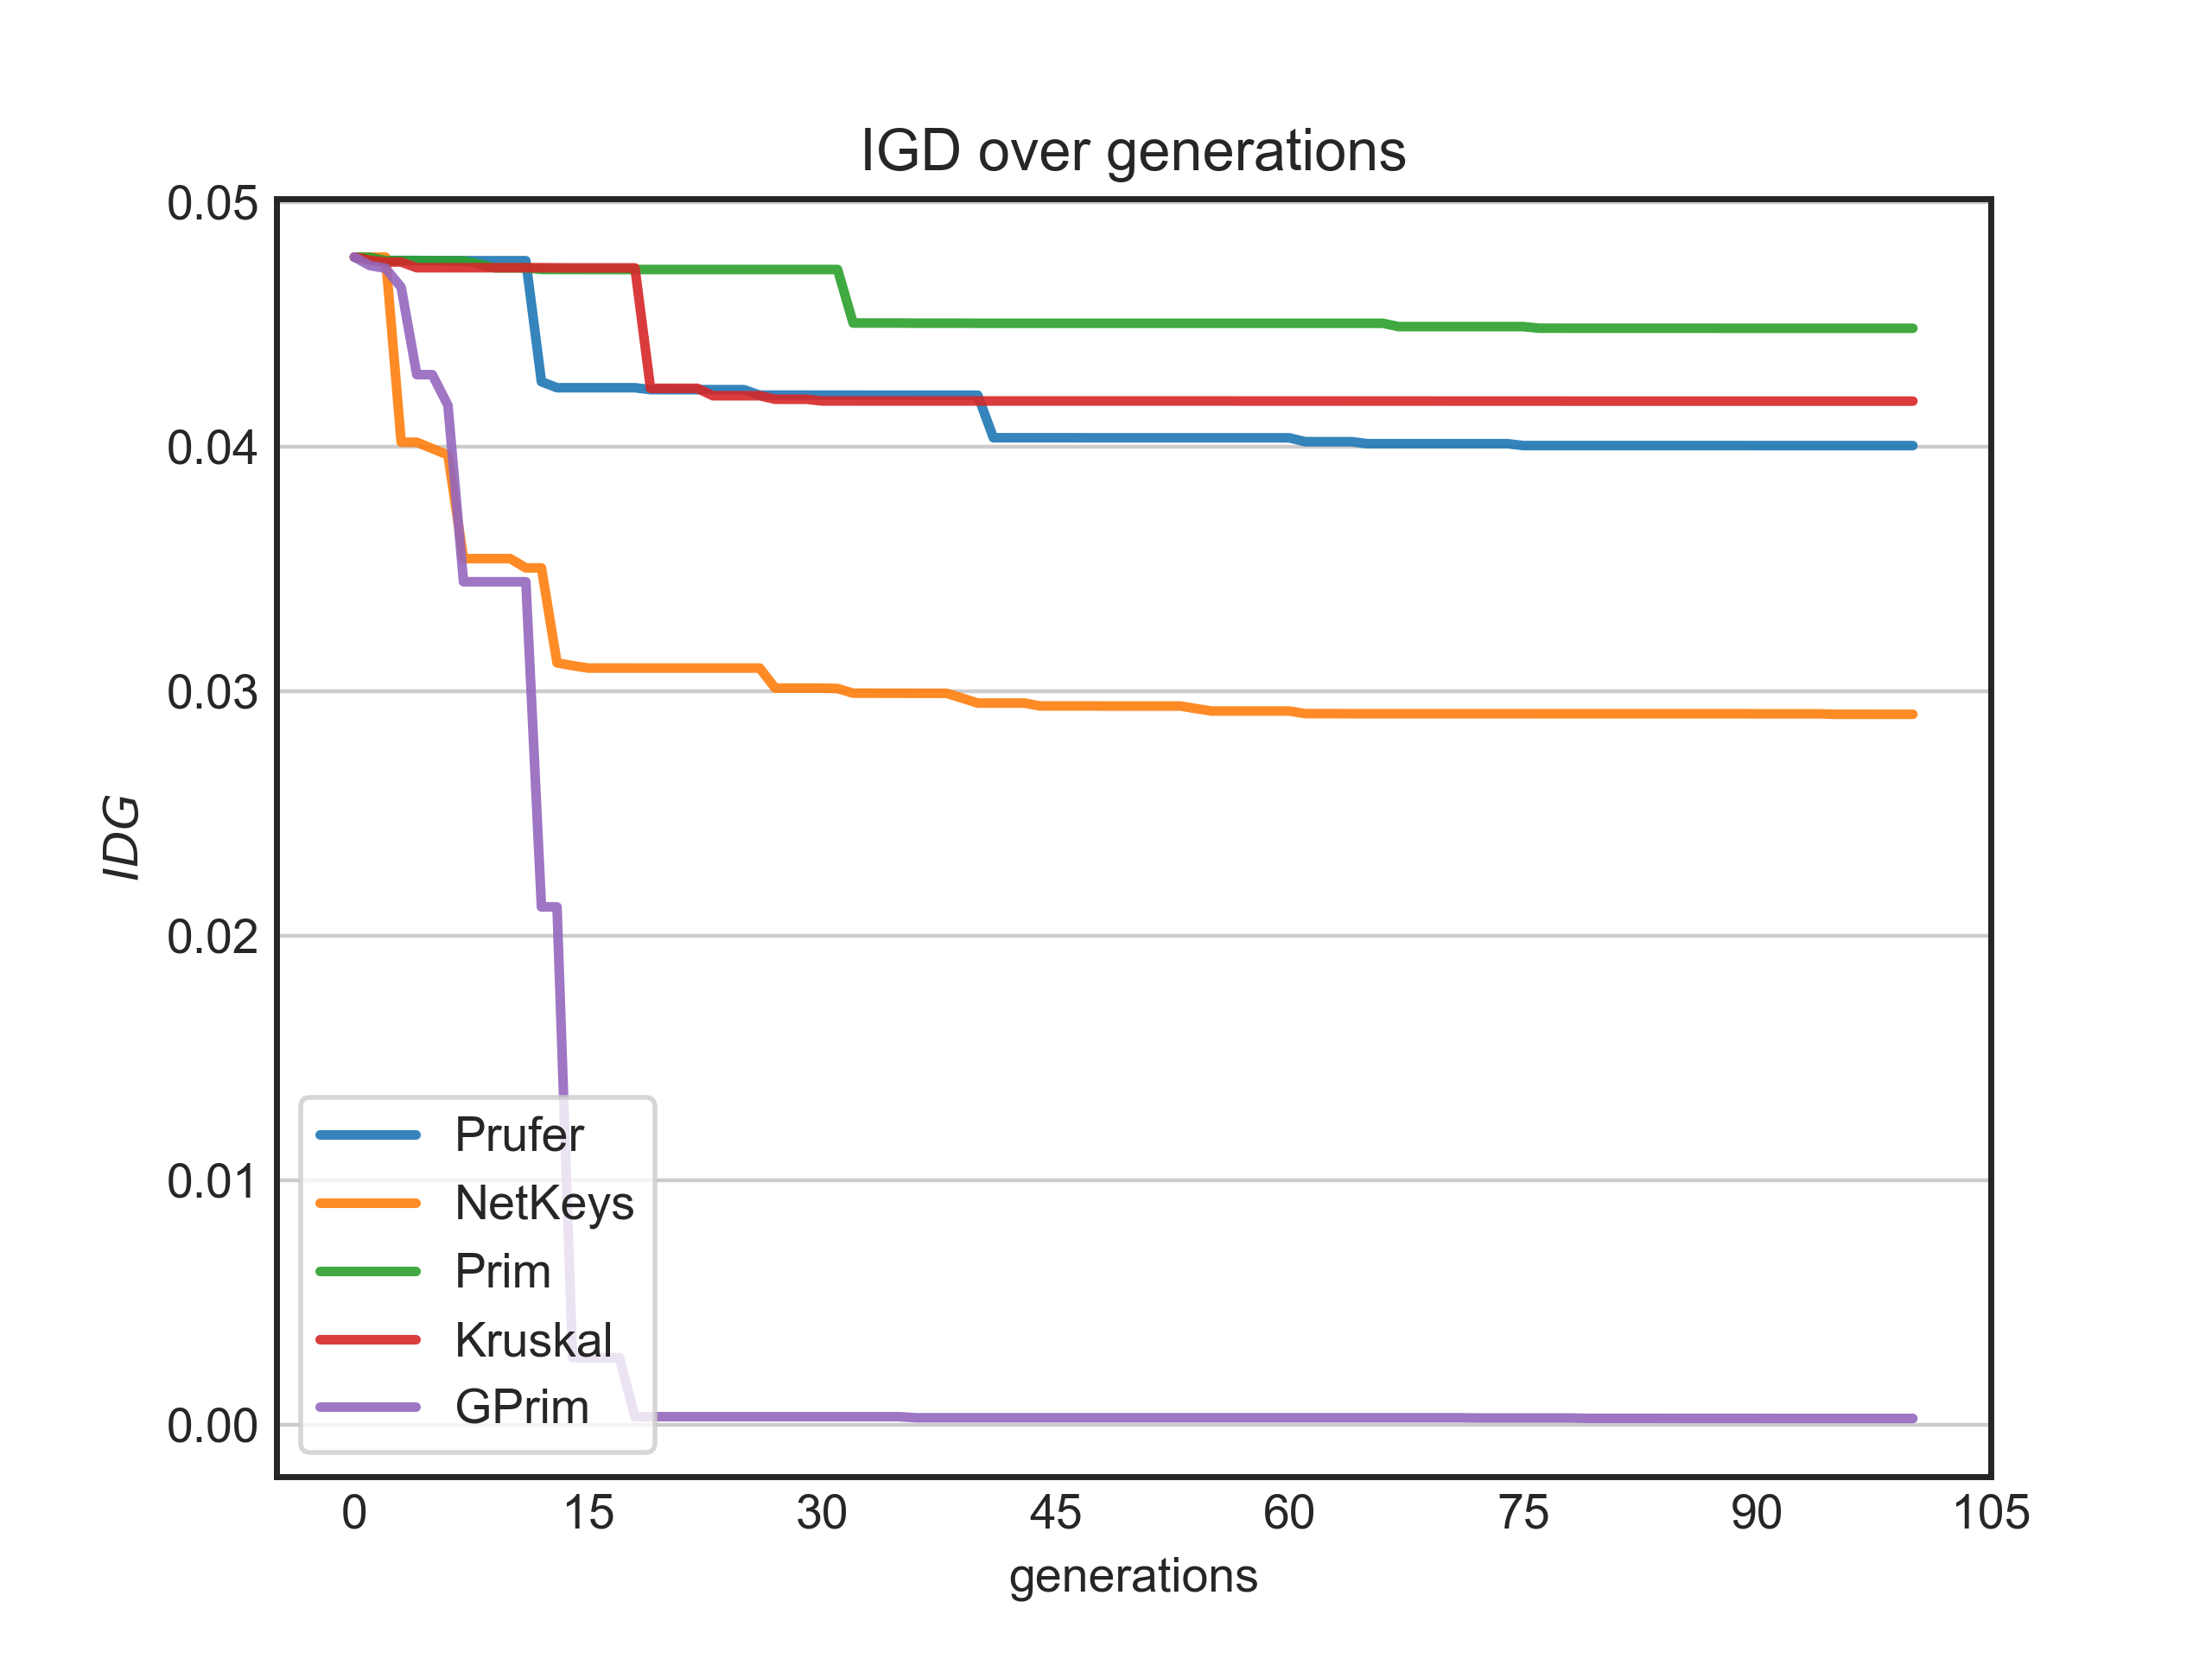 IGD over generations
0.05
0.04
0.03
0.02
0.01
0.00
IDG
Prufer
NetKeys
Prim
Kruskal
GPrim
0 15 30 45 60 75 90 105
generations